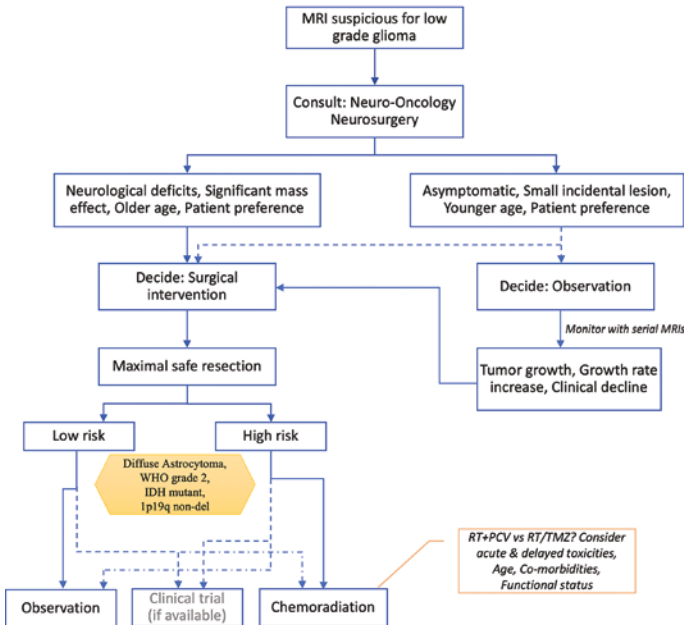 MRI suspicious for low
grade glioma
Consult: Neuro-Oncology
Neurosurgery
Neurological deficits, Significant mass
effect, Older age, Patient preference
Asymptomatic, Small incidental lesion,
Younger age, Patient preference
Decide: Surgical
intervention
Decide: Observation
Monitor with serial MRIs
Maximal safe resection
Tumor growth, Growth rate
increase, Clinical decline
Low risk
High risk
Diffuse Astrocytoma,
WHO grade 2,
IDH mutant,
1p19q non-del
RT+PCV vs RT/TMZ? Consider
acute & delayed toxicities,
Age, Co-morbidities,
Functional status
Observation
Clinical trial
(if available)
Chemoradiation